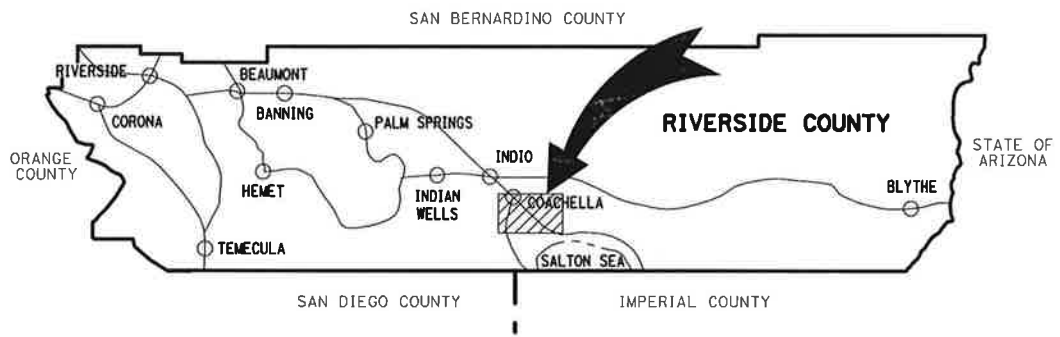 SAN BERNARDINO COUNTY
RIVERSIDE
BEAUMONT
BANNING
CORONA
PALM SPRINGS
RIVERSIDE COUNTY
ORANGE
COUNTY
STATE OF
ARIZONA
INDIO
HEMET
INDIAN
WELLS
COACHELLA
BLYTHE
TEMECULA
SALTON SEA
SAN DIEGO COUNTY
IMPERIAL COUNTY